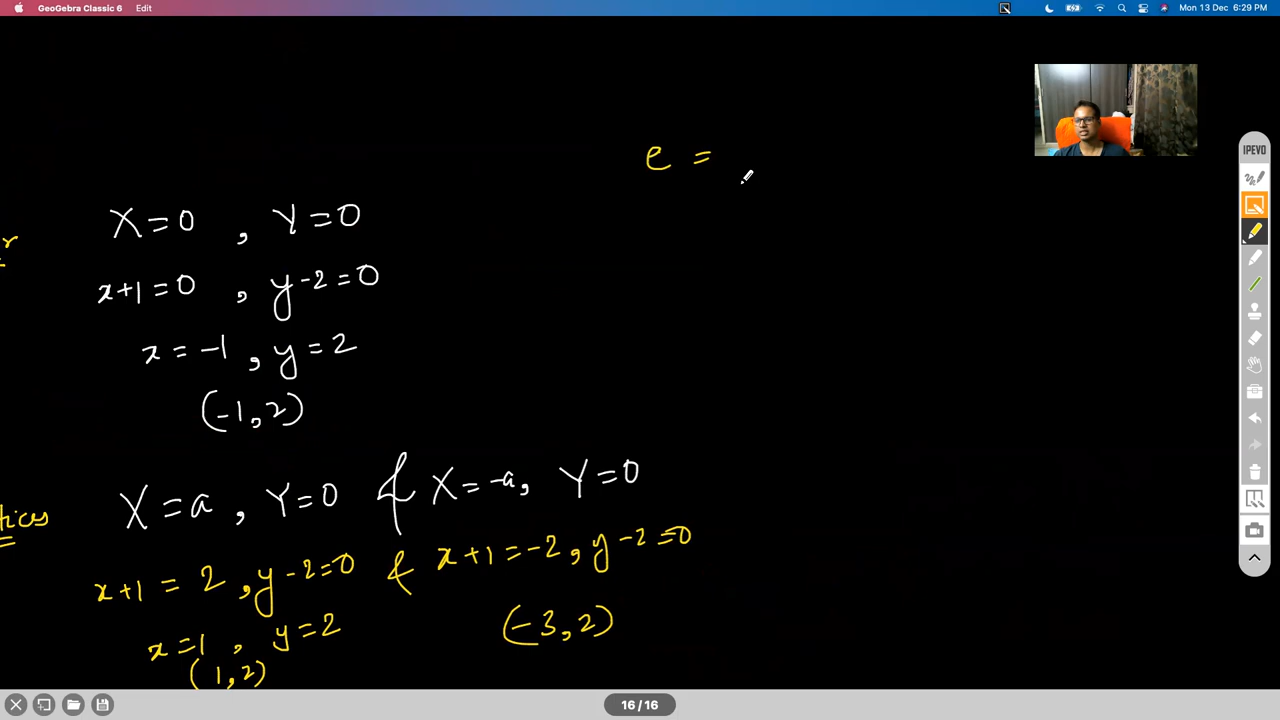 GeoGebra Classic 6 Edit
Mon 13 Dec 6:29 PM
IPEVO
e =
r
X=0 , Y=0
x+1=0 , y-2=0
x=-1 , y=2
(-1,2)
tices
X=a , Y=0 & X=-a, Y=0
x+1=2, y-2=0 & x+1=-2, y-2=0
x=1 , y=2
(-3,2)
(1,2)
16/16